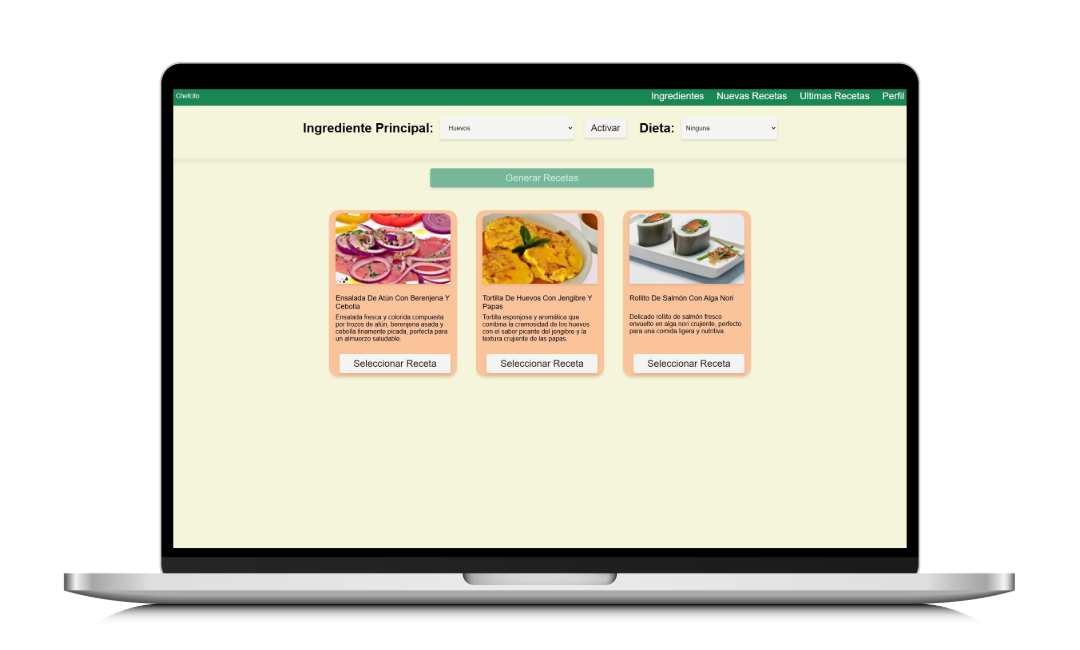 Chefcito
Ingredientes Nuevas Recetas Ultimas Recetas Perfil
Ingrediente Principal: Huevos Activar Dieta: Ninguna
Generar Recetas
Ensalada De Atún Con Berenjena Y
Cebolla
Ensalada fresca y colorida compuesta
por trozos de atún, berenjena asada y
cebolla finamente picada, perfecta para
un almuerzo saludable.
Seleccionar Receta
Tortilla De Huevos Con Jengibre Y
Papas
Tortilla esponjosa y aromática que
combina la cremosidad de los huevos
con el sabor picante del jengibre y la
textura crujiente de las papas.
Seleccionar Receta
Rollito De Salmón Con Alga Nori
Delicado rollito de salmón fresco
envuelto en alga nori crujiente, perfecto
para una comida ligera y nutritiva
Seleccionar Receta